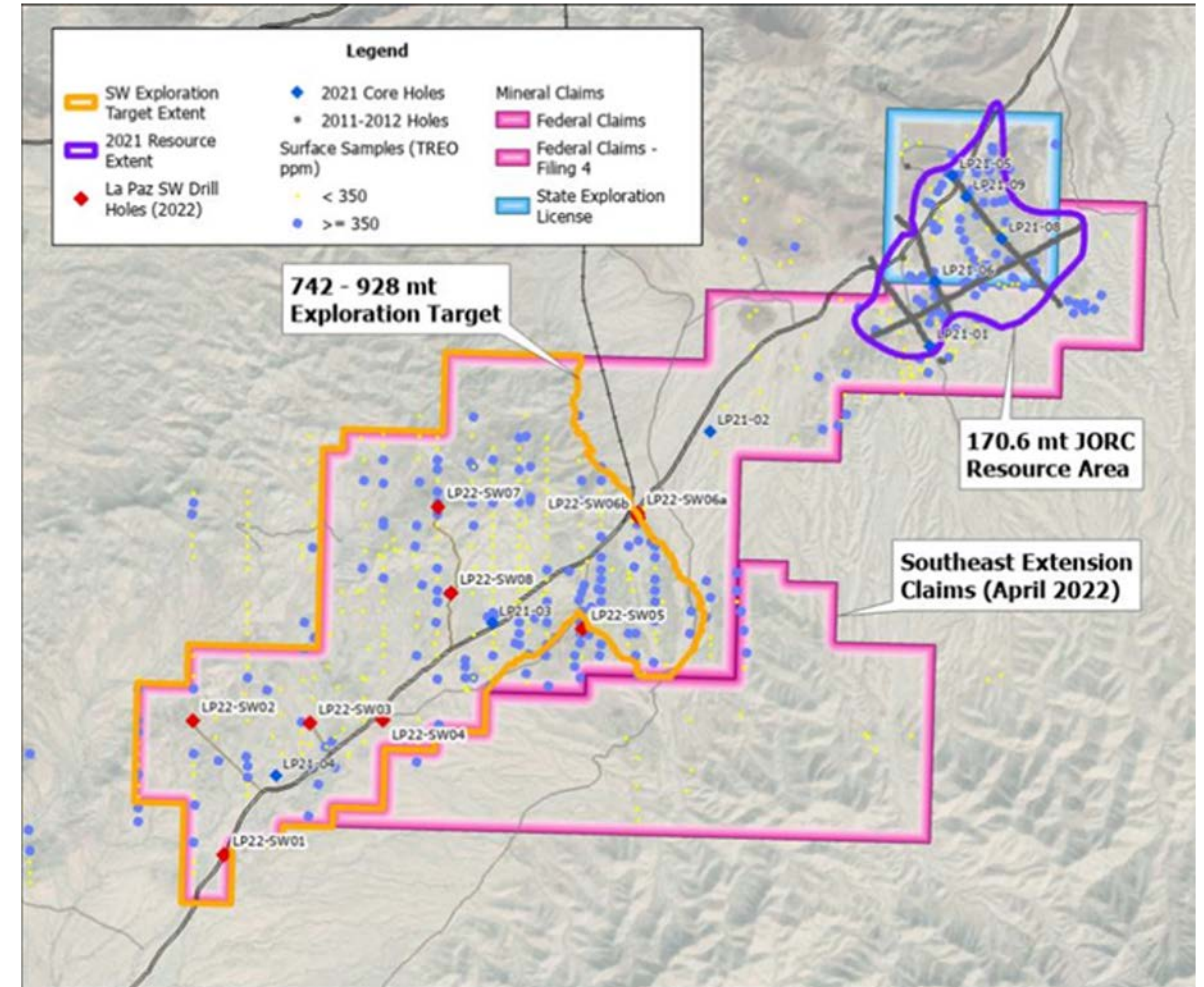 Legend
SW Exploration
Target Extent
2021 Resource
Extent
La Paz SW Drill
Holes (2022)
2021 Core Holes
2011-2012 Holes
Surface Samples (TREO
ppm)
< 350
>= 350
Mineral Claims
Federal Claims
Federal Claims -
Filing 4
State Exploration
License
742 - 928 mt
Exploration Target
LP21-05
LP21-09
LP21-08
LP21-06
LP21-01
LP21-02
170.6 mt JORC
Resource Area
LP22-SW07
LP22-SW06b
LP22-SW06a
Southeast Extension
Claims (April 2022)
LP22-SW08
LP21-03
LP22-SW05
LP22-SW02
LP22-SW03
LP22-SW04
LP21-04
LP22-SW01